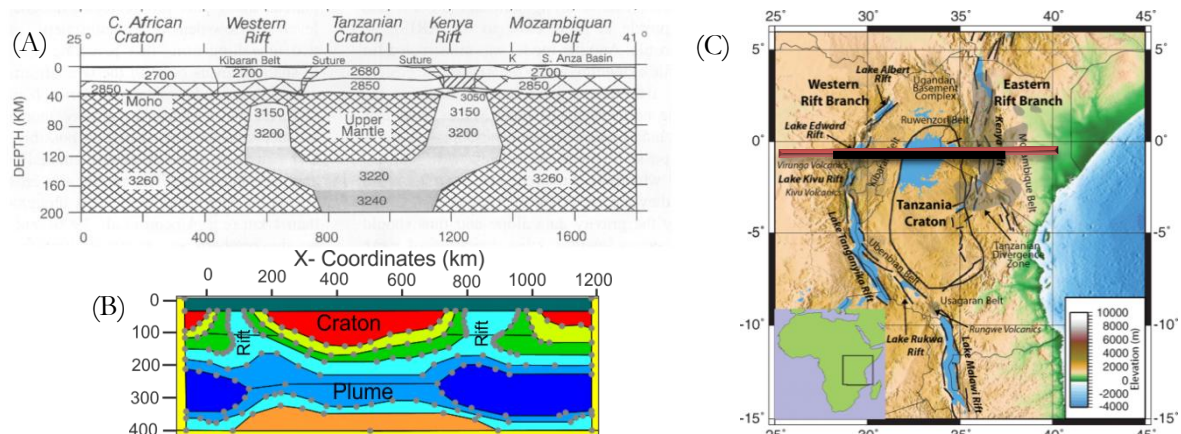 (A)
C. African
Craton
Western
Rift
Tanzanian
Craton
Kenya
Rift
Mozambiquan
belt
25°
41°
Kibaran Belt
Suture
Suture
K
S. Anza Basin
DEPTH (KM)
0
40
80
120
160
200
2700
2700
2680
2700
2850
2850
2850
Moho
3050
3150
3150
Upper
Mantle
3200
3200
3220
3260
3260
3240
0
400
800
1200
1600
X- Coordinates (km)
(B)
0
200
400
600
800
1000
1200
0
100
200
300
400
Craton
Rift
Rift
Plume
(C)
25°
30°
35°
40°
45°
5°
0°
-5°
-10°
-15°
5°
0°
-5°
-10°
-15°
25°
30°
35°
40°
45°
Western
Rift Branch
Lake Albert
Rift
Ugandan
Basement
Complex
Eastern
Rift Branch
Ruwenzori Belt
Lake Edward
Rift
Virunga Volcanics
Lake Kivu Rift
Kivu Volcanics
Mozambique Belt
Tanzania
Craton
Lake Tanganyika Rift
Ubendian Belt
Tanzanian
Divergence
Zone
Usagaran Belt
Rungwe Volcanics
Lake Rukwa
Rift
Lake Malawi Rift
10000
8000
6000
4000
2000
0
-2000
-4000
Elevation (m)